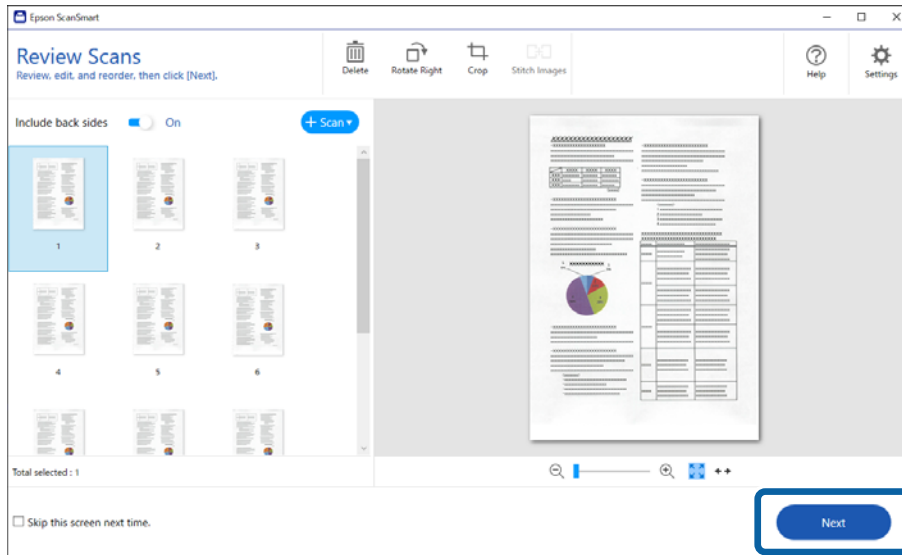 Epson ScanSmart
Review Scans
Review, edit, and reorder, then click [Next].
Delete
Rotate Right
Crop
Stitch Images
Help
Settings
Include back sides
On
+ Scan
1
2
3
4
5
6
Total selected : 1
Skip this screen next time.
Next